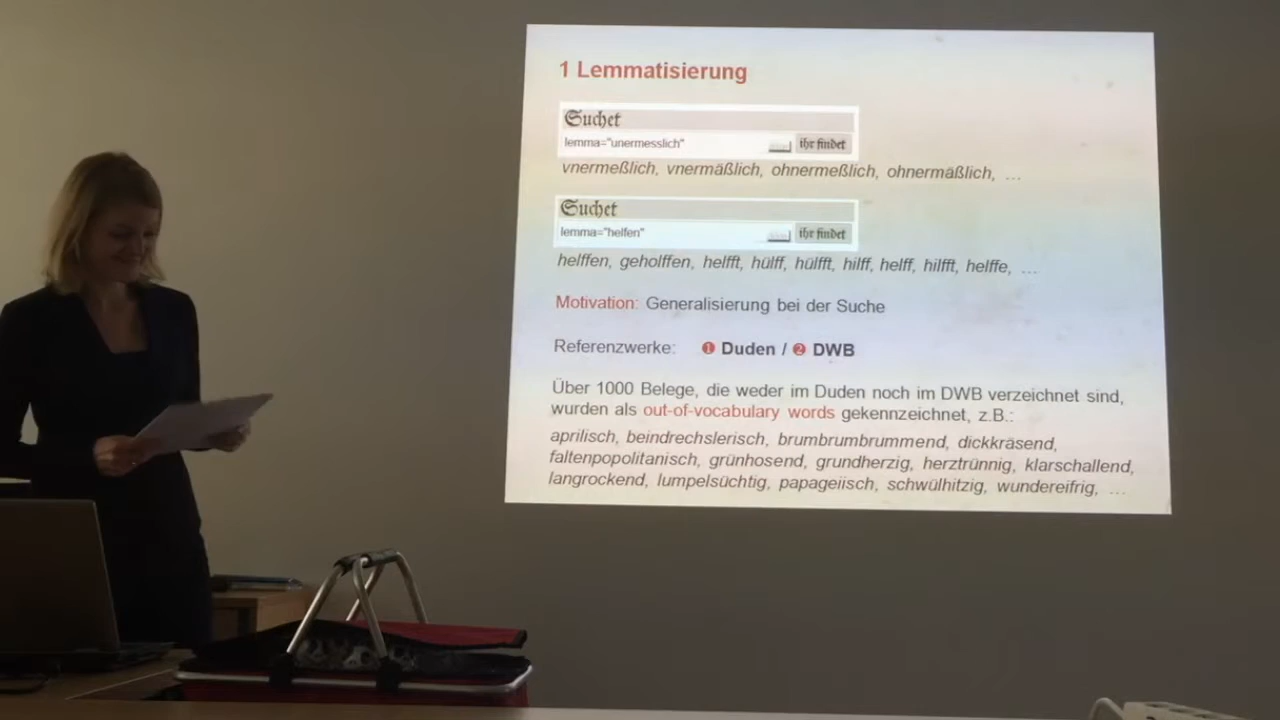 1 Lemmatisierung
Suchet
lemma="unermesslich" ihr findet
vnermeßlich, vnermäßlich, ohnermeßlich, ohnermäßlich, …
Suchet
lemma="helfen" ihr findet
helffen, geholffen, helfft, hülff, hülfft, hilff, helff, hilfft, helffe, …
Motivation: Generalisierung bei der Suche
Referenzwerke: ❶ Duden / ❷ DWB
Über 1000 Belege, die weder im Duden noch im DWB verzeichnet sind,
wurden als out-of-vocabulary words gekennzeichnet, z.B.:
aprilisch, beindrechslerisch, brumbrumbrummend, dickkräsend,
faltenpopolitanisch, grünhosend, grundherzig, herztrünnig, klarschallend,
langrockend, lumpelsüchtig, papageiisch, schwülhitzig, wundereifrig, …